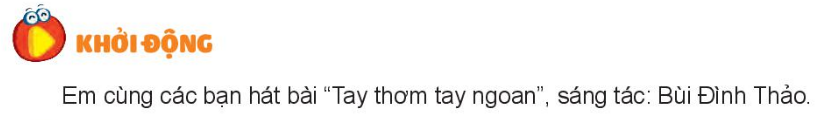 KHỞI ĐỘNG
Em cùng các bạn hát bài “Tay thơm tay ngoan”, sáng tác: Bùi Đình Thảo.